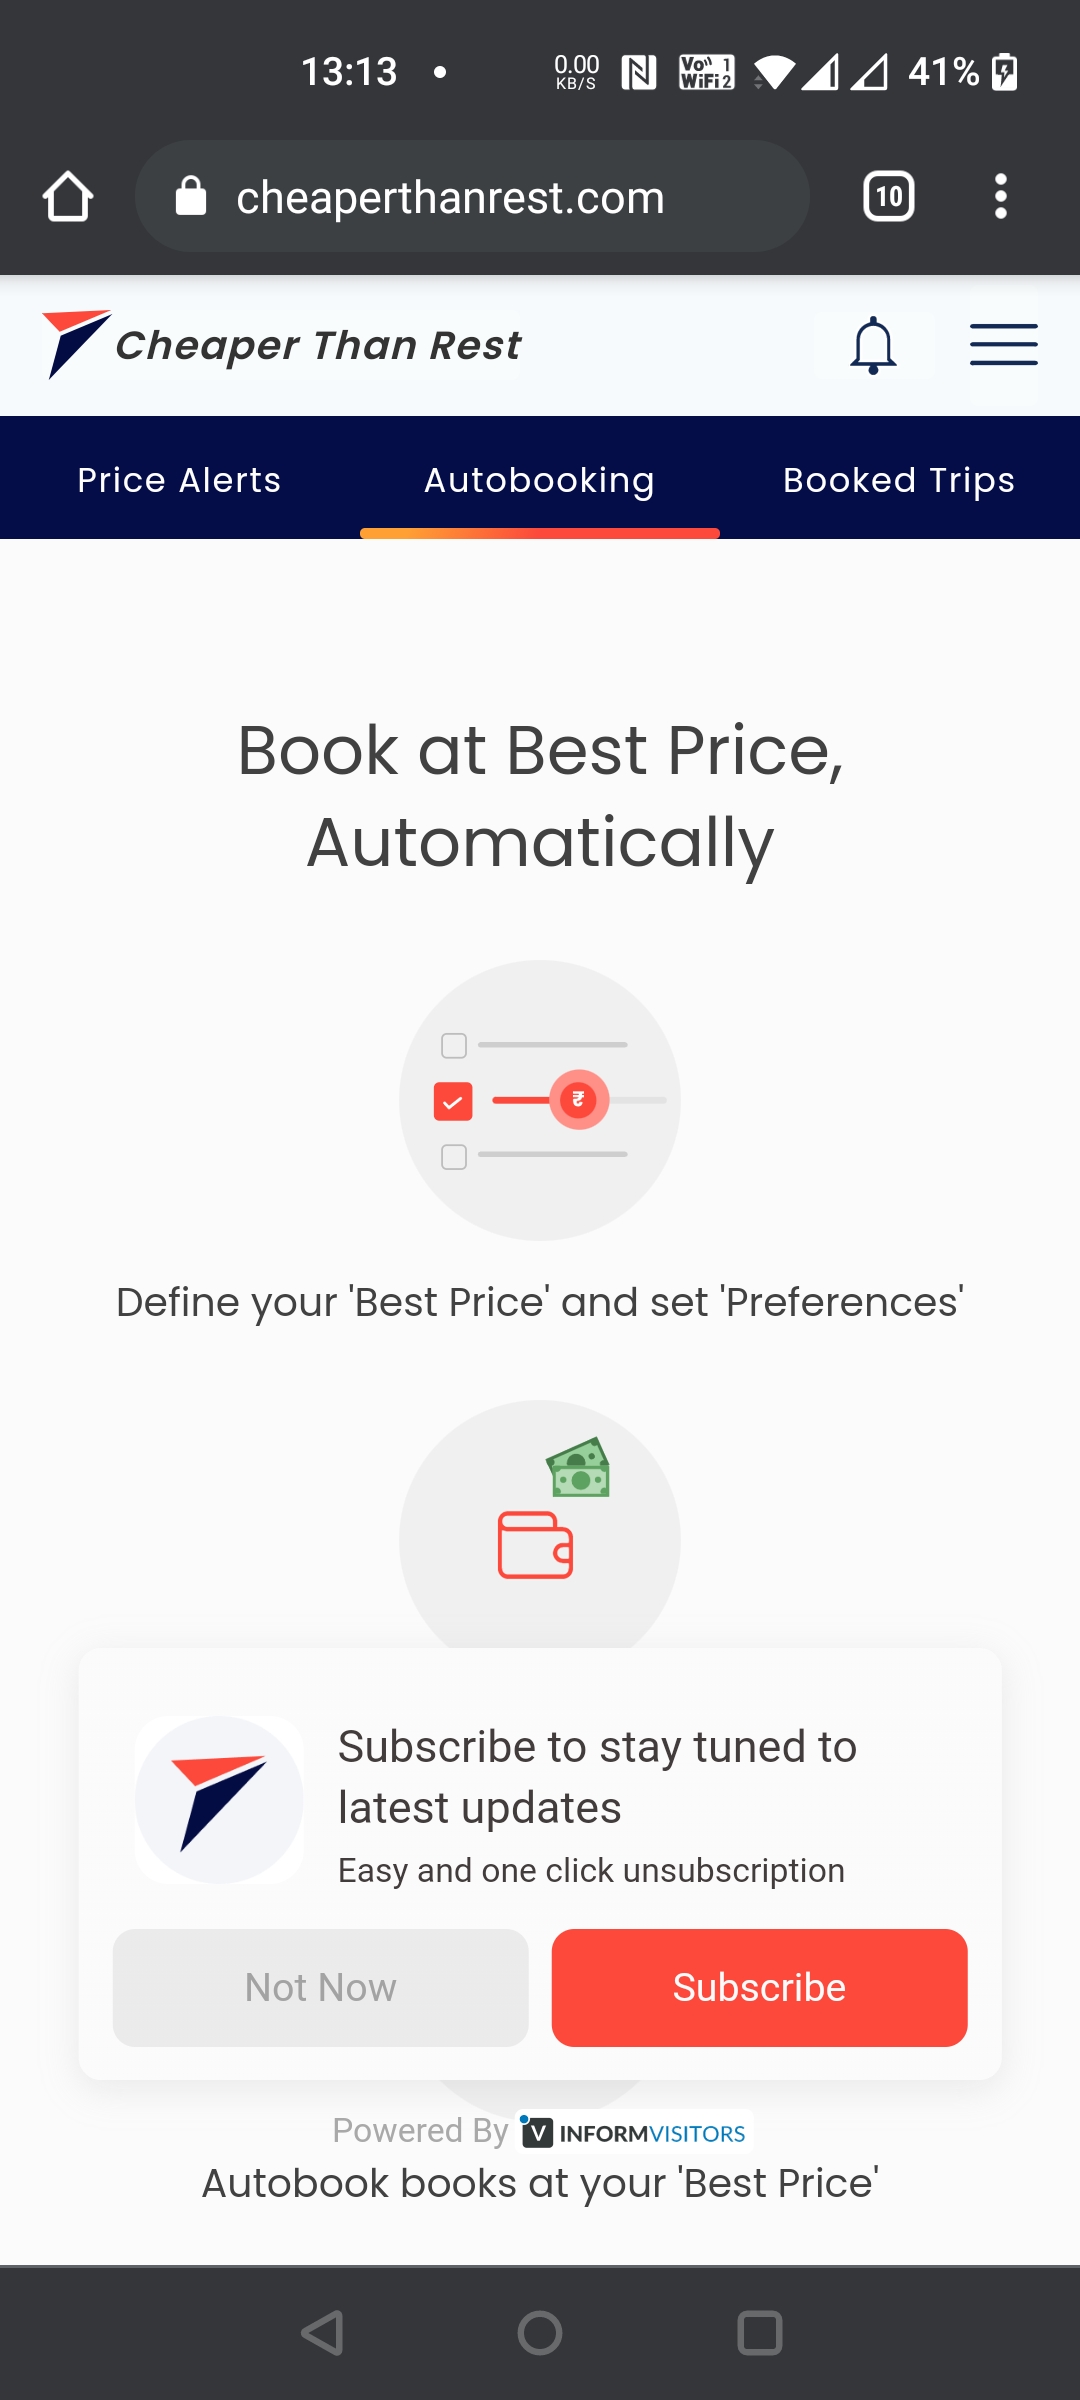 13:13
0.00
KB/S
Vo 1
WiFi 2
41%
cheaperthanrest.com
10
Cheaper Than Rest
Price Alerts
Autobooking
Booked Trips
Book at Best Price,
Automatically
₹
Define your 'Best Price' and set 'Preferences'
Subscribe to stay tuned to
latest updates
Easy and one click unsubscription
Not Now
Subscribe
Powered By V INFORMVISITORS
Autobook books at your 'Best Price'